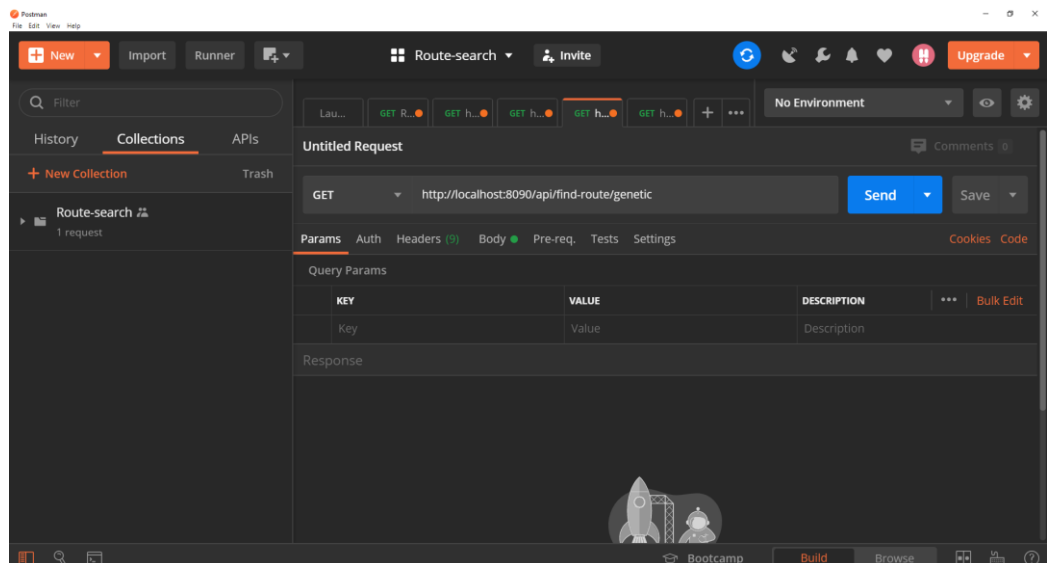 Postman
File Edit View Help
New Import Runner Route-search Invite Upgrade
Filter
History Collections APIs
+ New Collection Trash
Route-search
1 request
Lau... GET R... GET h... GET h... GET h... GET h... + ••• No Environment
Untitled Request Comments 0
GET http://localhost:8090/api/find-route/genetic Send Save
Params Auth Headers (9) Body Pre-req. Tests Settings Cookies Code
Query Params
KEY VALUE DESCRIPTION ••• Bulk Edit
Key Value Description
Response
Bootcamp Build Browse